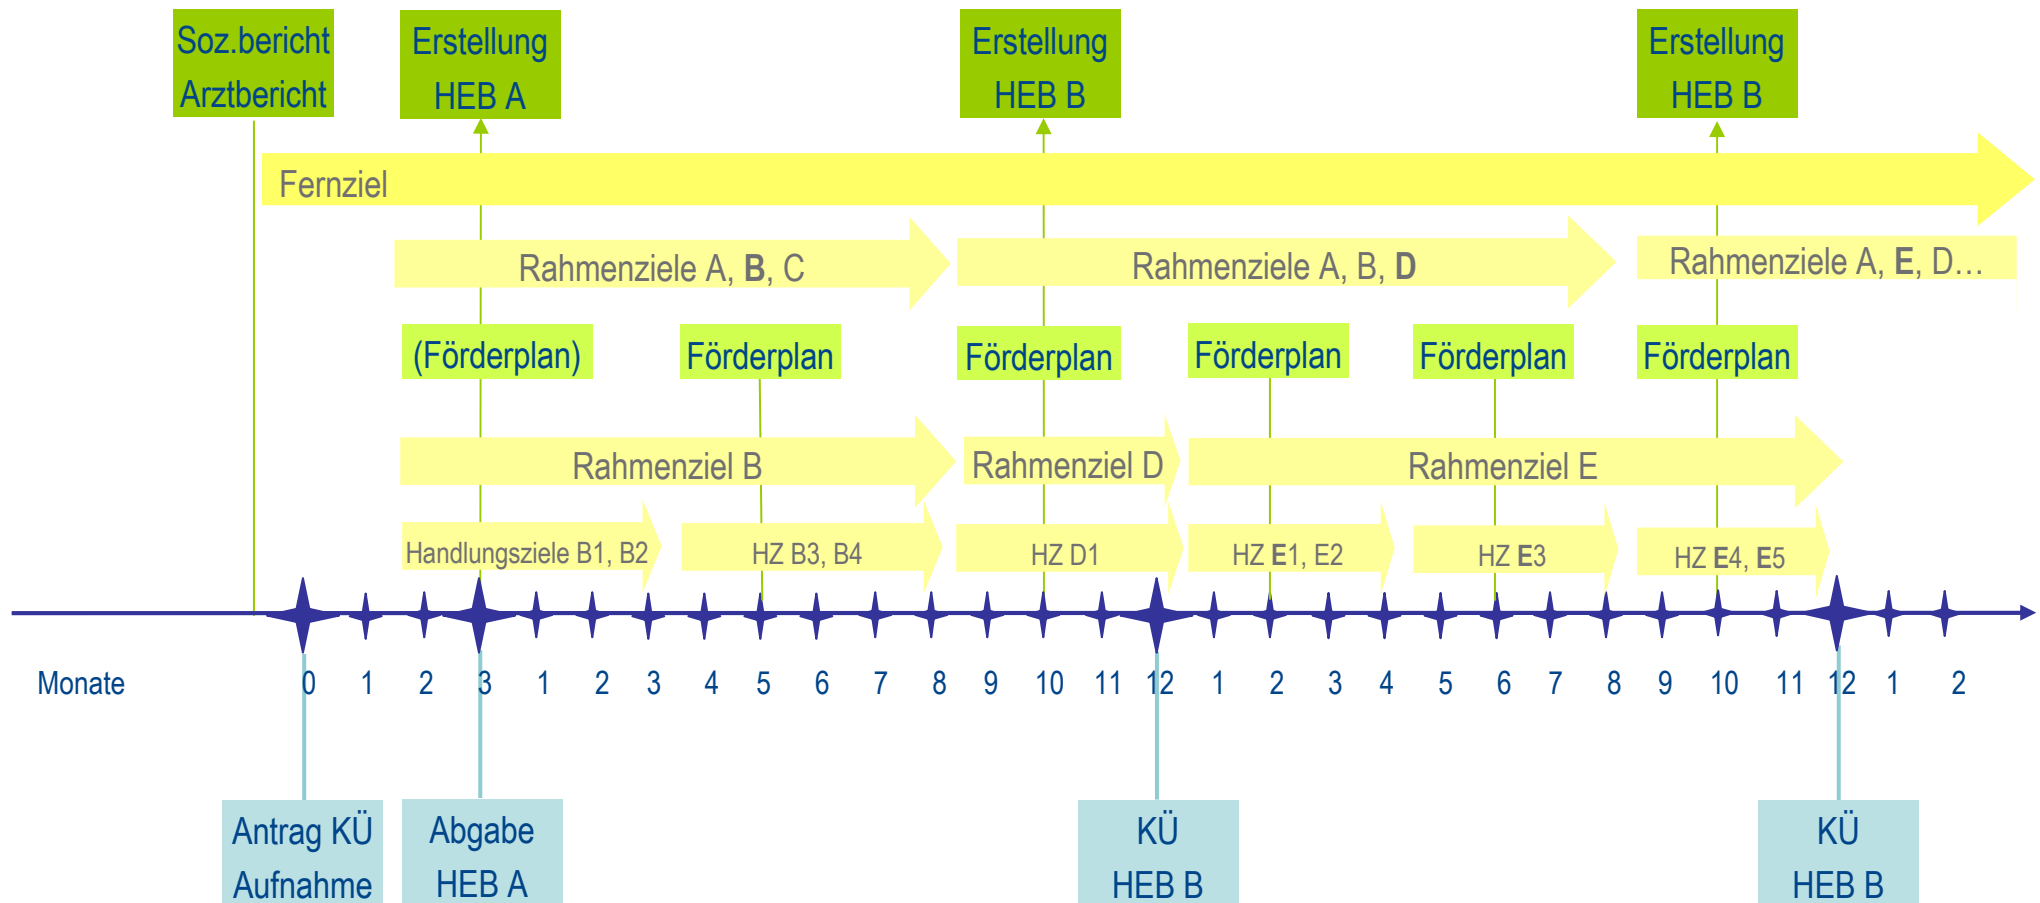 Soz.bericht
Arztbericht
Erstellung
HEB A
Erstellung
HEB B
Erstellung
HEB B
Fernziel
Rahmenziele A, B, C
Rahmenziele A, B, D
Rahmenziele A, E, D…
(Förderplan)
Förderplan
Förderplan
Förderplan
Förderplan
Förderplan
Rahmenziel B
Rahmenziel D
Rahmenziel E
Handlungsziele B1, B2
HZ B3, B4
HZ D1
HZ E1, E2
HZ E3
HZ E4, E5
Monate 0 1 2 3 1 2 3 4 5 6 7 8 9 10 11 12 1 2 3 4 5 6 7 8 9 10 11 12 1 2
Antrag KÜ
Aufnahme
Abgabe
HEB A
KÜ
HEB B
KÜ
HEB B